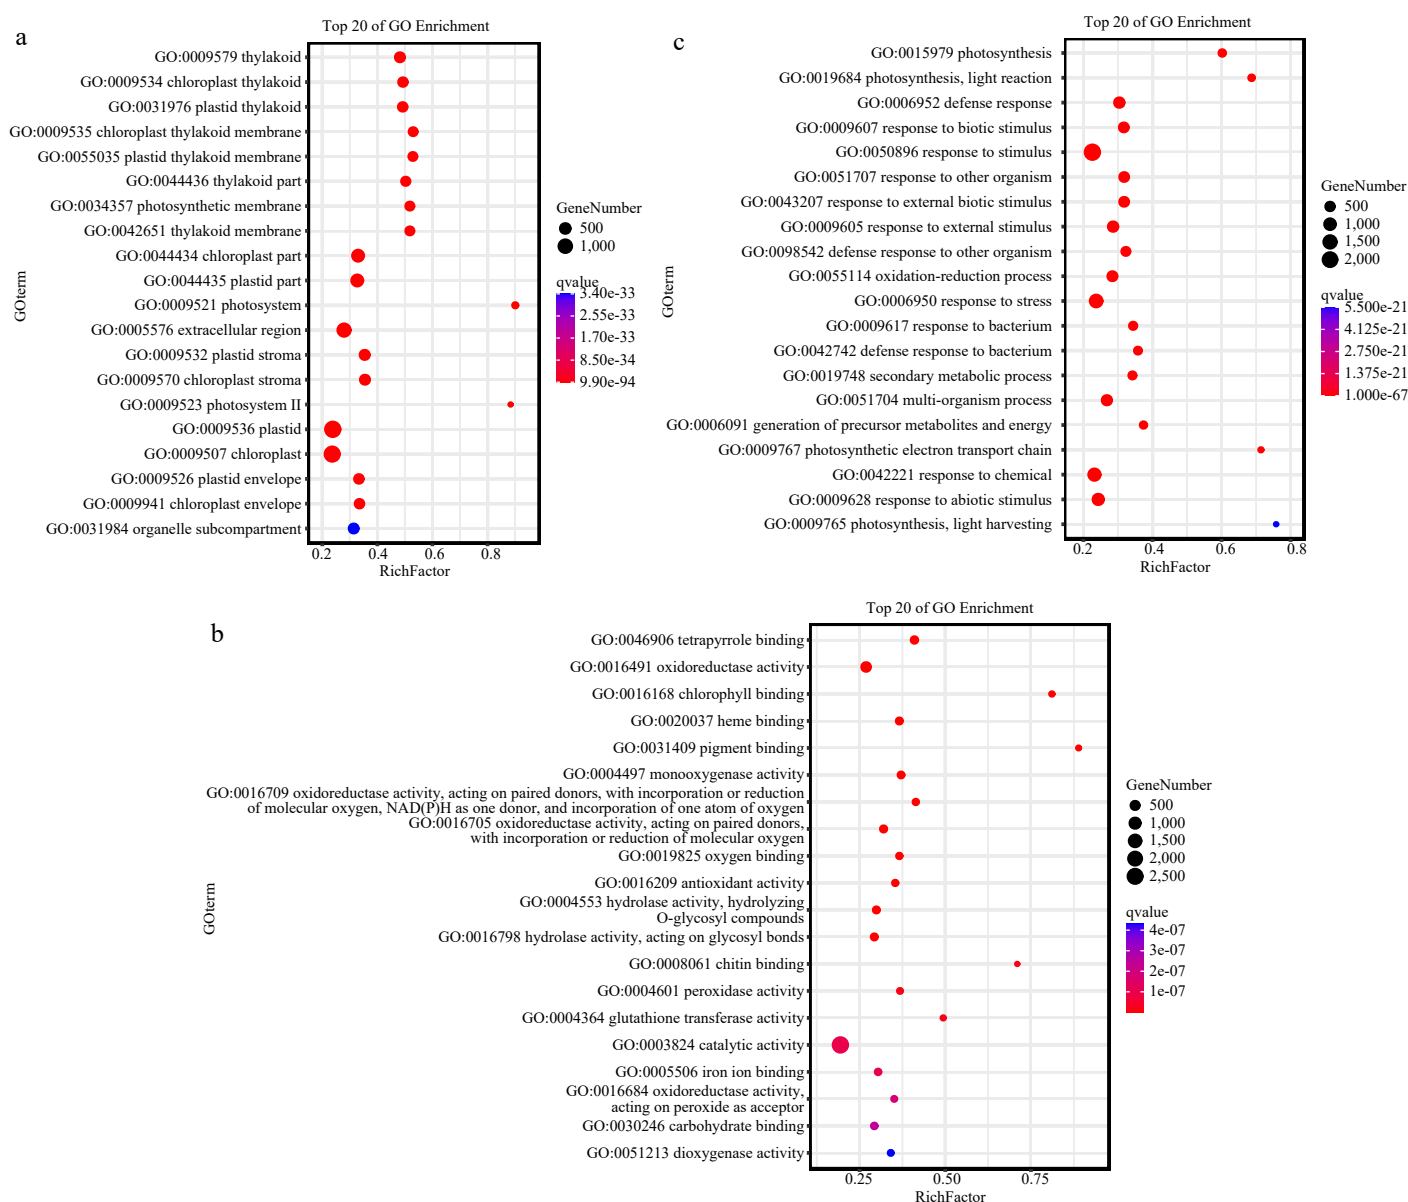 a
Top 20 of GO Enrichment
GOterm
GO:0009579 thylakoid
GO:0009534 chloroplast thylakoid
GO:0031976 plastid thylakoid
GO:0009535 chloroplast thylakoid membrane
GO:0055035 plastid thylakoid membrane
GO:0044436 thylakoid part
GO:0034357 photosynthetic membrane
GO:0042651 thylakoid membrane
GO:0044434 chloroplast part
GO:0044435 plastid part
GO:0009521 photosystem
GO:0005576 extracellular region
GO:0009532 plastid stroma
GO:0009570 chloroplast stroma
GO:0009523 photosystem II
GO:0009536 plastid
GO:0009507 chloroplast
GO:0009526 plastid envelope
GO:0009941 chloroplast envelope
GO:0031984 organelle subcompartment
0.2 0.4 0.6 0.8
RichFactor
GeneNumber
500
1,000
qvalue
3.40e-33
2.55e-33
1.70e-33
8.50e-34
9.90e-94
c
Top 20 of GO Enrichment
GOterm
GO:0015979 photosynthesis
GO:0019684 photosynthesis, light reaction
GO:0006952 defense response
GO:0009607 response to biotic stimulus
GO:0050896 response to stimulus
GO:0051707 response to other organism
GO:0043207 response to external biotic stimulus
GO:0009605 response to external stimulus
GO:0098542 defense response to other organism
GO:0055114 oxidation-reduction process
GO:0006950 response to stress
GO:0009617 response to bacterium
GO:0042742 defense response to bacterium
GO:0019748 secondary metabolic process
GO:0051704 multi-organism process
GO:0006091 generation of precursor metabolites and energy
GO:0009767 photosynthetic electron transport chain
GO:0042221 response to chemical
GO:0009628 response to abiotic stimulus
GO:0009765 photosynthesis, light harvesting
0.2 0.4 0.6 0.8
RichFactor
GeneNumber
500
1,000
1,500
2,000
qvalue
5.500e-21
4.125e-21
2.750e-21
1.375e-21
1.000e-67
b
Top 20 of GO Enrichment
GOterm
GO:0046906 tetrapyrrole binding
GO:0016491 oxidoreductase activity
GO:0016168 chlorophyll binding
GO:0020037 heme binding
GO:0031409 pigment binding
GO:0004497 monooxygenase activity
GO:0016709 oxidoreductase activity, acting on paired donors, with incorporation or reduction
of molecular oxygen, NAD(P)H as one donor, and incorporation of one atom of oxygen
GO:0016705 oxidoreductase activity, acting on paired donors,
with incorporation or reduction of molecular oxygen
GO:0019825 oxygen binding
GO:0016209 antioxidant activity
GO:0004553 hydrolase activity, hydrolyzing
O-glycosyl compounds
GO:0016798 hydrolase activity, acting on glycosyl bonds
GO:0008061 chitin binding
GO:0004601 peroxidase activity
GO:0004364 glutathione transferase activity
GO:0003824 catalytic activity
GO:0005506 iron ion binding
GO:0016684 oxidoreductase activity,
acting on peroxide as acceptor
GO:0030246 carbohydrate binding
GO:0051213 dioxygenase activity
0.25 0.50 0.75
RichFactor
GeneNumber
500
1,000
1,500
2,000
2,500
qvalue
4e-07
3e-07
2e-07
1e-07